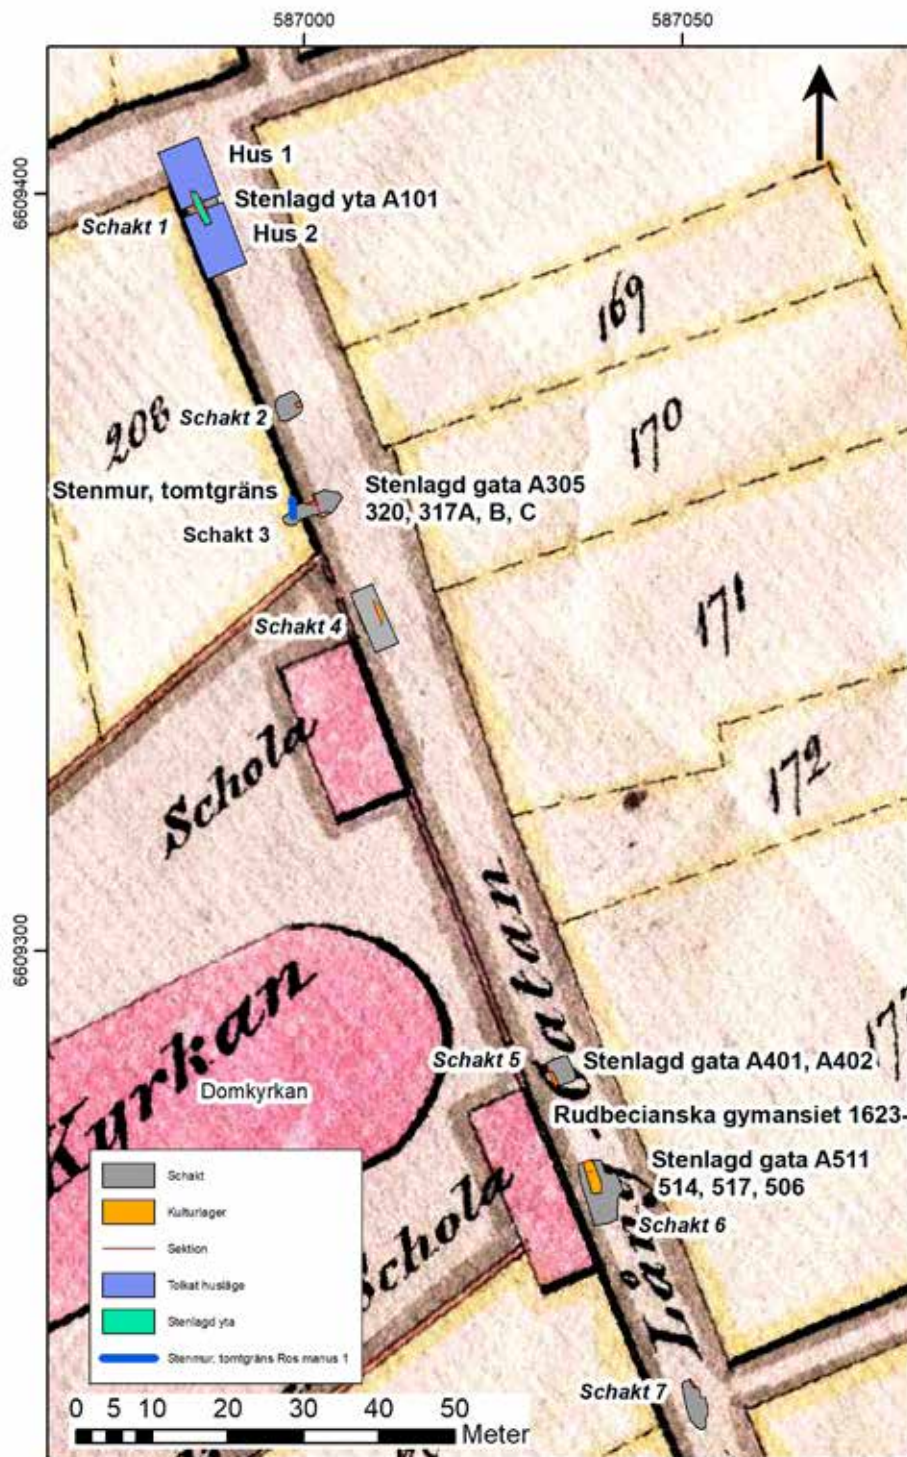 587000
587050
6609400
Hus 1
Stenlagd yta A101
Schakt 1
Hus 2
169
208
Schakt 2
170
Stenmur, tomtgräns
Stenlagd gata A305
320, 317A, B, C
Schakt 3
171
Schakt 4
Schola
172
6609300
Kyrkan
Domkyrkan
Gatan
Schakt 5
Stenlagd gata A401, A402
Rudbecianska gymansiet 1623-
Stenlagd gata A511
514, 517, 506
Schakt 6
Schola
Lång
Schakt 7
Schakt
Kulturlager
Sektion
Tolkat husläge
Stenlagd yta
Stenmur, tomtgräns Ros manus 1
0 5 10 20 30 40 50
Meter